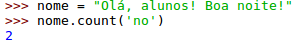 >>> nome = "Olá, alunos! Boa noite!"
>>> nome.count('no')
2